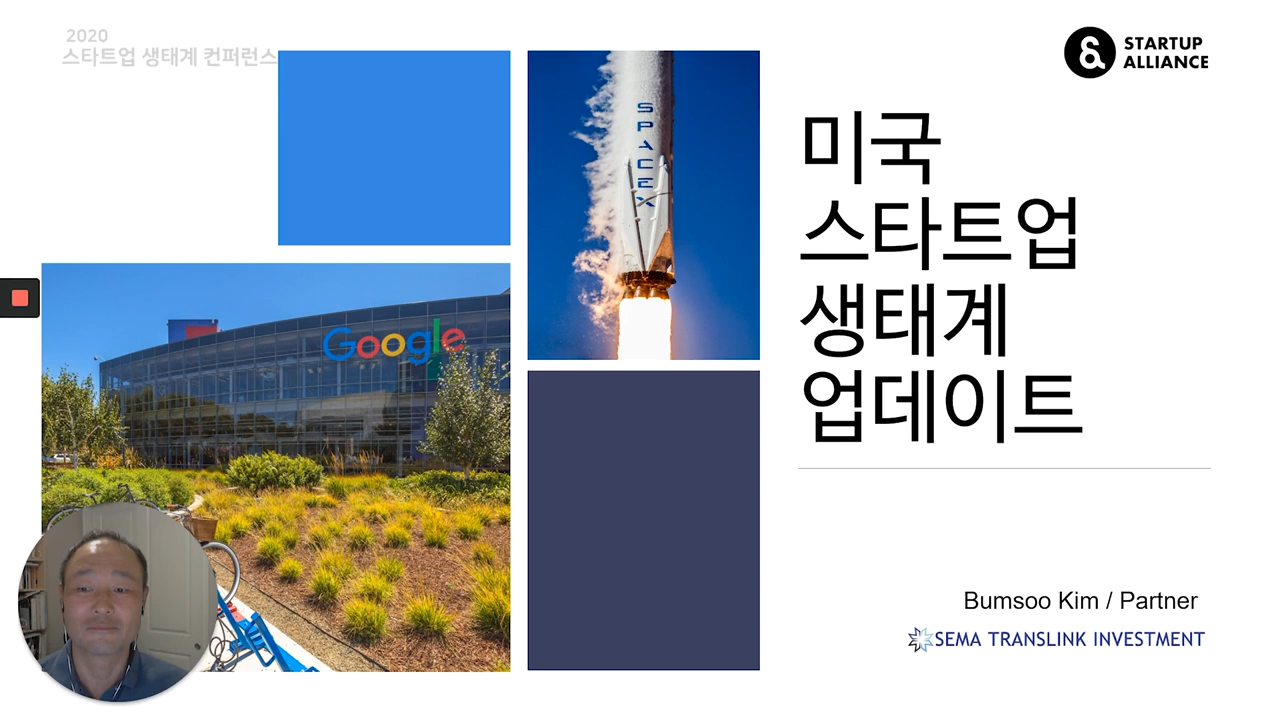 2020
스타트업 생태계 컨퍼런스
& STARTUP
ALLIANCE
SPACEX
미국
스타트업
생태계
업데이트
Google
Bumsoo Kim / Partner
SEMA TRANSLINK INVESTMENT